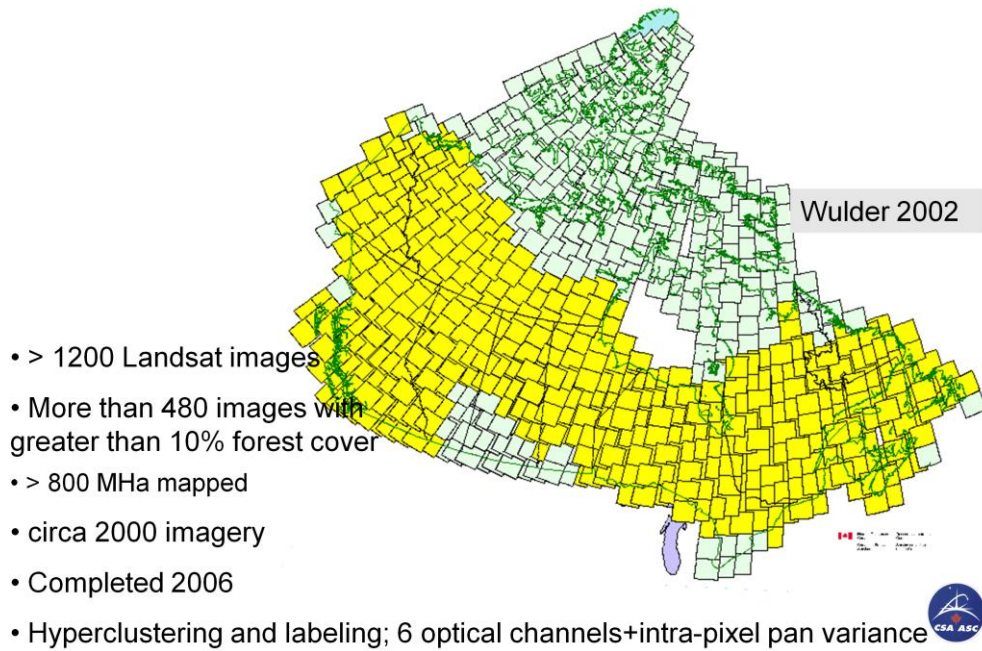 Wulder 2002
• > 1200 Landsat images
• More than 480 images with
greater than 10% forest cover
• > 800 MHa mapped
• circa 2000 imagery
• Completed 2006
• Hyperclustering and labeling; 6 optical channels+intra-pixel pan variance
CSA ASC